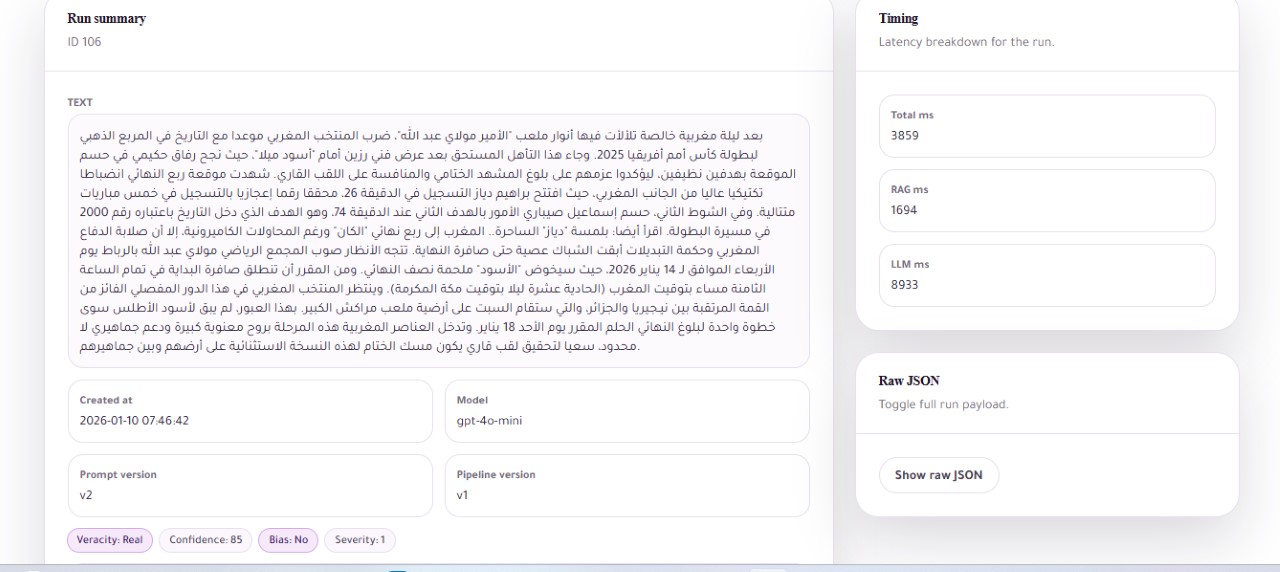 Run summary
ID 106
TEXT
بعد ليلة مغربية خالصة تلألأت فيها أنوار ملعب "الأمير مولاي عبد الله"، ضرب المنتخب المغربي موعدا مع التاريخ في المربع الذهبي
لبطولة كأس أمم أفريقيا 2025. وجاء هذا التأهل المستحق بعد عرض فني رزين أمام "أسود ميلا"، حيث نجح رفاق حكيمي في حسم
الموقعة بهدفين نظيفين، ليؤكدوا عزمهم على بلوغ المشهد الختامي والمنافسة على اللقب القاري. شهدت موقعة ربع النهائي انضباطا
تكتيكيا عاليا من الجانب المغربي، حيث افتتح براهيم دياز التسجيل في الدقيقة 26، محققا رقما إعجازيا بالتسجيل في خمس مباريات
متتالية. وفي الشوط الثاني، حسم إسماعيل صيباري الأمور بالهدف الثاني عند الدقيقة 74، وهو الهدف الذي دخل التاريخ باعتباره رقم 2000
في مسيرة البطولة. اقرأ أيضا: بلمسة "دياز" الساحرة.. المغرب إلى ربع نهائي "الكان" ورغم المحاولات الكاميرونية، إلا أن صلابة الدفاع
المغربي وحكمة التبديلات أبقت الشباك عصية حتى صافرة النهاية. تتجه الأنظار صوب المجمع الرياضي مولاي عبد الله بالرباط يوم
الأربعاء الموافق لـ 14 يناير 2026، حيث سيخوض "الأسود" ملحمة نصف النهائي. ومن المقرر أن تنطلق صافرة البداية في تمام الساعة
الثامنة مساء بتوقيت المغرب (الحادية عشرة ليلا بتوقيت مكة المكرمة). وينتظر المنتخب المغربي في هذا الدور المفصلي الفائز من
القمة المرتقبة بين نيجيريا والجزائر، والتي ستقام السبت على أرضية ملعب مراكش الكبير. بهذا العبور، لم يبق لأسود الأطلس سوى
خطوة واحدة لبلوغ النهائي الحلم المقرر يوم الأحد 18 يناير. وتدخل العناصر المغربية هذه المرحلة بروح معنوية كبيرة ودعم جماهيري لا
محدود، سعيا لتحقيق لقب قاري يكون مسك الختام لهذه النسخة الاستثنائية على أرضهم وبين جماهيرهم.
Created at
2026-01-10 07:46:42
Model
gpt-4o-mini
Prompt version
v2
Pipeline version
v1
Veracity: Real
Confidence: 85
Bias: No
Severity: 1
Timing
Latency breakdown for the run.
Total ms
3859
RAG ms
1694
LLM ms
8933
Raw JSON
Toggle full run payload.
Show raw JSON